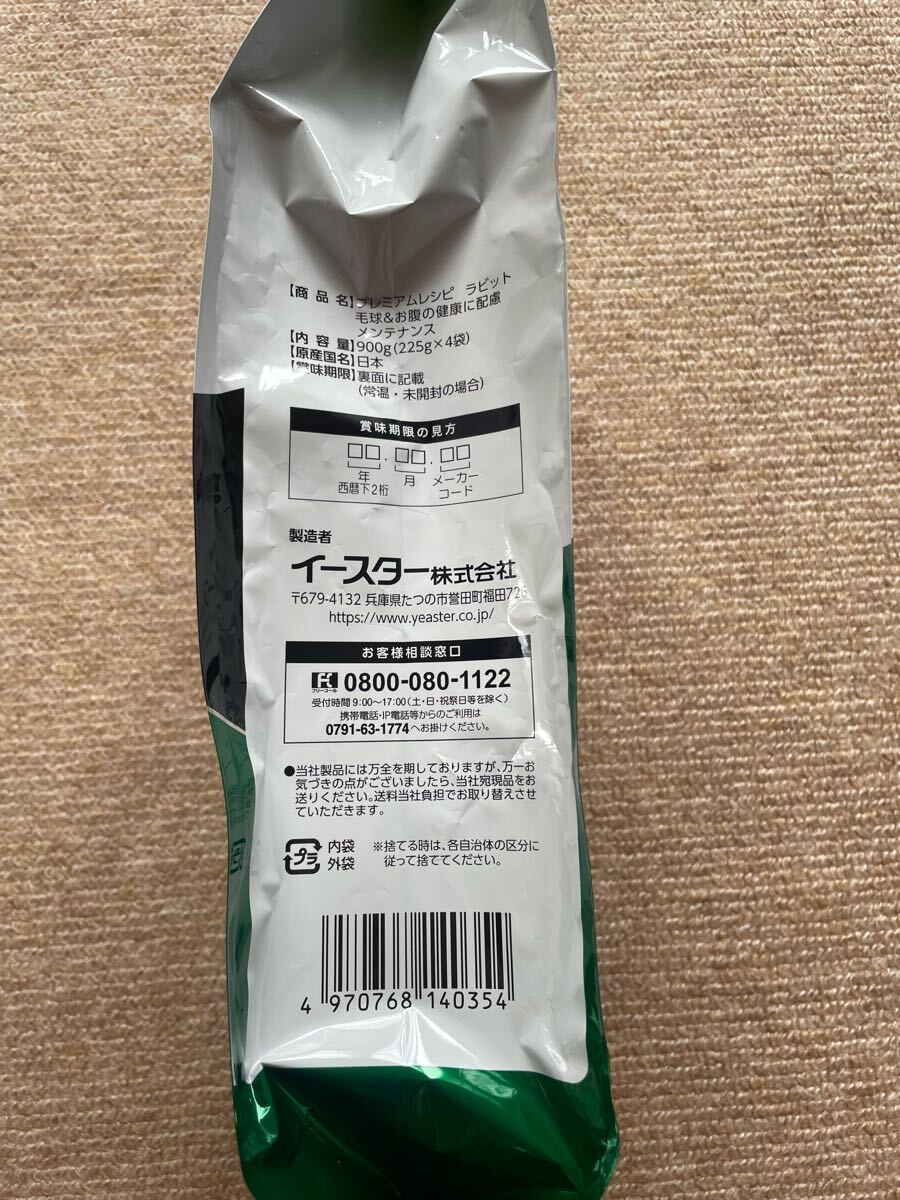 【商品名】プレミアムレシピ ラビット
毛球&お腹の健康に配慮
メンテナンス
【内容量】900g(225g×4袋)
【原産国名】日本
【賞味期限】裏面に記載
(常温・未開封の場合)
賞味期限の見方
□□.□□.□□
年 月 メーカー
西暦下2桁 コード
製造者
イースター株式会社
〒679-4132 兵庫県たつの市誉田町福田726
https://www.yeaster.co.jp/
お客様相談窓口
フリーコール 0800-080-1122
受付時間 9:00〜17:00(土・日・祝祭日等を除く)
携帯電話・IP電話等からのご利用は
0791-63-1774へお掛けください。
●当社製品には万全を期しておりますが、万一お
気づきの点がございましたら、当社宛現品をお
送りください。送料当社負担でお取り替えさせ
ていただきます。
プラ 内袋 ※捨てる時は、各自治体の区分に
外袋 従って捨ててください。
4 970768 140354